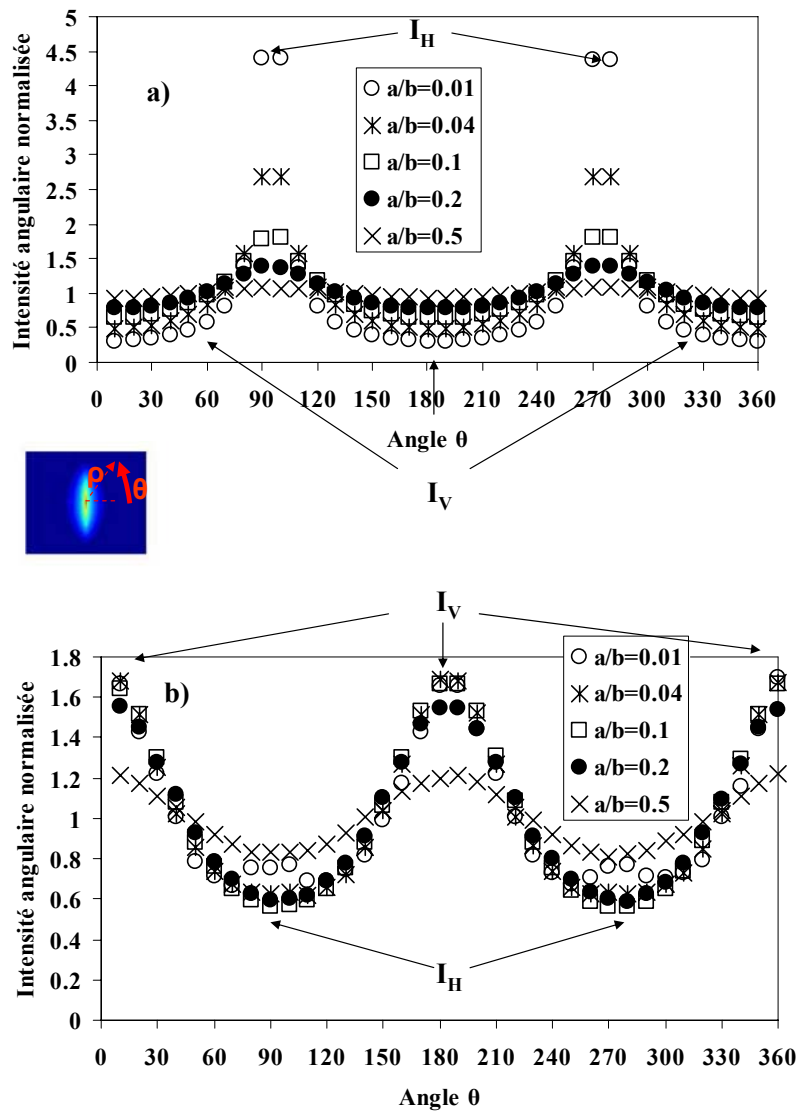 5
4.5
4
3.5
3
2.5
2
1.5
1
0.5
0
Intensité angulaire normalisée
a)
I_H
a/b=0.01
a/b=0.04
a/b=0.1
a/b=0.2
a/b=0.5
0 30 60 90 120 150 180 210 240 270 300 330 360
Angle θ
I_V
ρ
θ
I_V
1.8
1.6
1.4
1.2
1
0.8
0.6
0.4
0.2
0
Intensité angulaire normalisée
b)
a/b=0.01
a/b=0.04
a/b=0.1
a/b=0.2
a/b=0.5
I_H
0 30 60 90 120 150 180 210 240 270 300 330 360
Angle θ